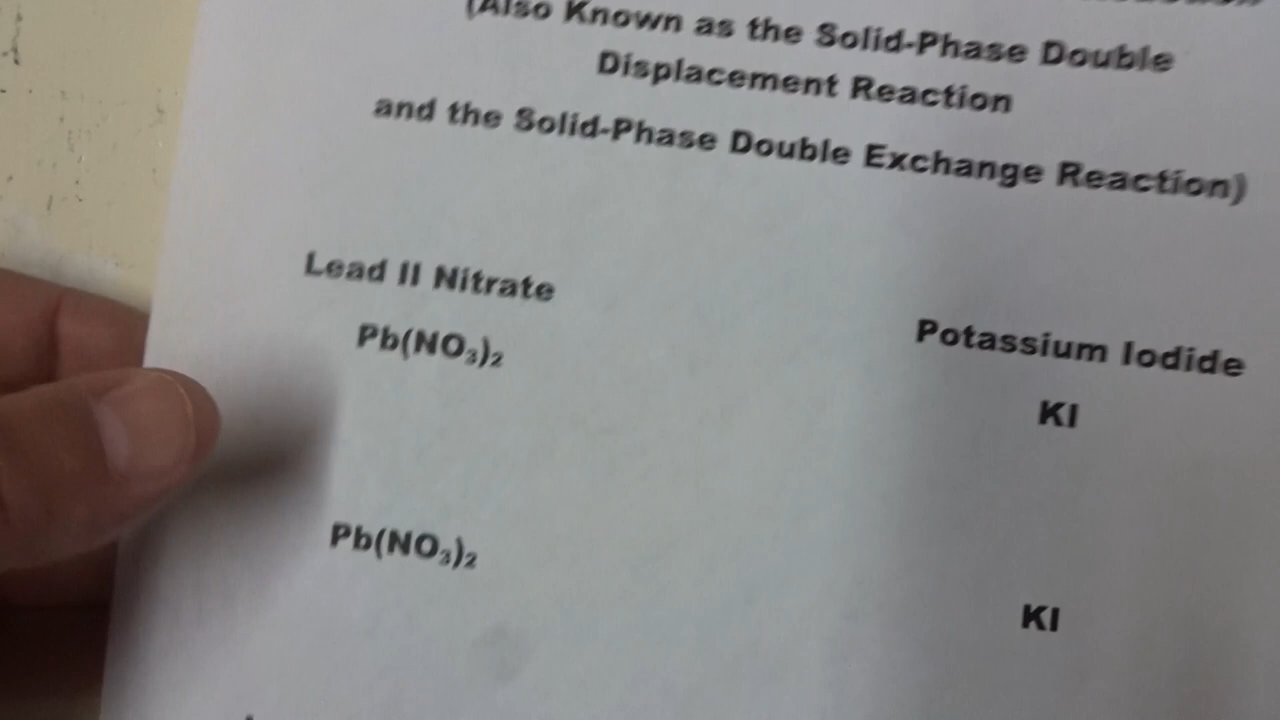 (Also Known as the Solid-Phase Double
Displacement Reaction
and the Solid-Phase Double Exchange Reaction)
Lead II Nitrate
Potassium Iodide
Pb(NO₃)₂
KI
Pb(NO₃)₂
KI